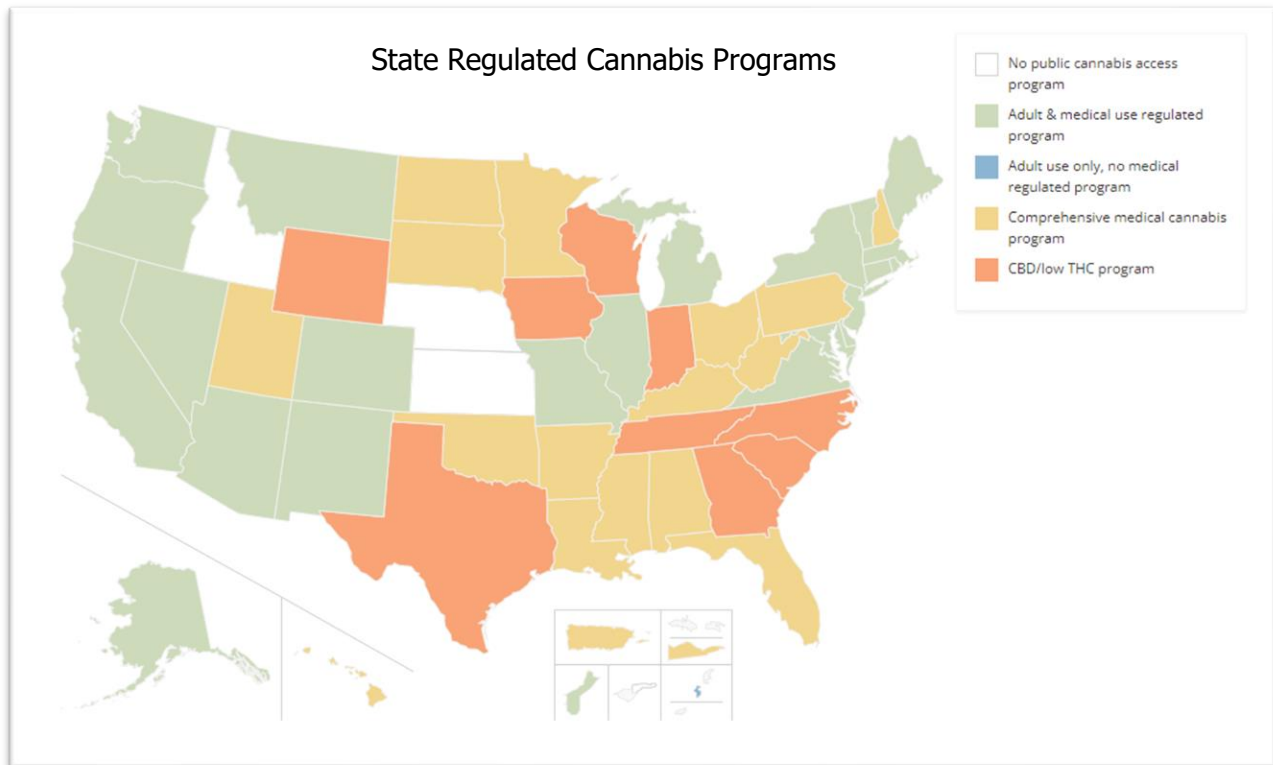 State Regulated Cannabis Programs
No public cannabis access
program
Adult & medical use regulated
program
Adult use only, no medical
regulated program
Comprehensive medical cannabis
program
CBD/low THC program